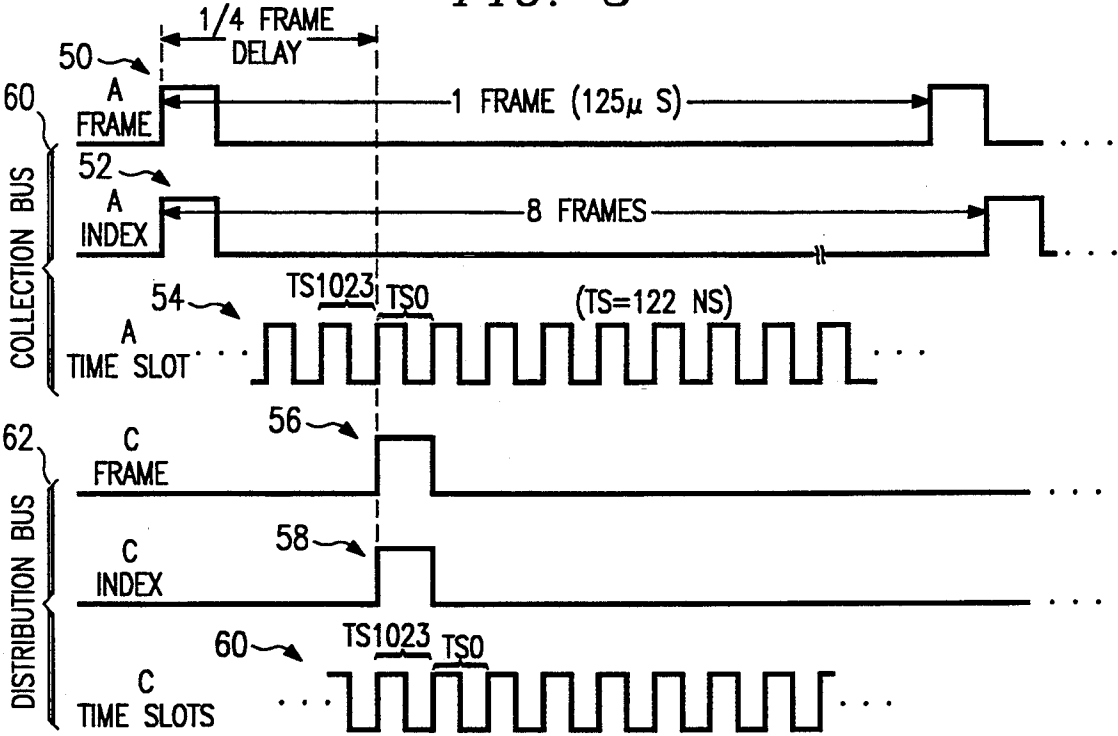 1/4 FRAME
DELAY
50
60
A
FRAME
1 FRAME (125μ S)
. . . .
52
A
INDEX
8 FRAMES
. . . .
COLLECTION BUS
54
TS1023
TS0
(TS=122 NS)
A
TIME SLOT
. . .
. . .
56
62
C
FRAME
. . . .
58
C
INDEX
. . . .
DISTRIBUTION BUS
60
TS1023
TS0
C
TIME SLOTS
. . . .
. . .